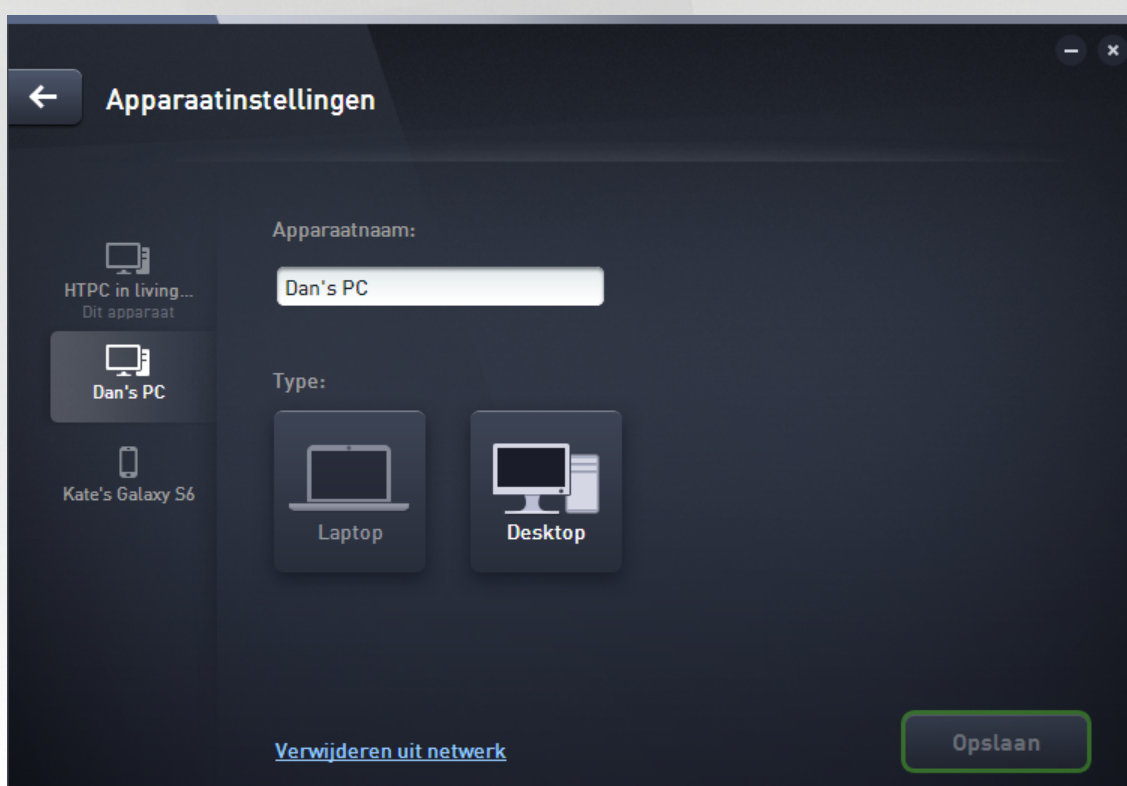 Apparaatinstellingen
HTPC in living...
Dit apparaat
Dan's PC
Kate's Galaxy S6
Apparaatnaam:
Dan's PC
Type:
Laptop
Desktop
Verwijderen uit netwerk
Opslaan